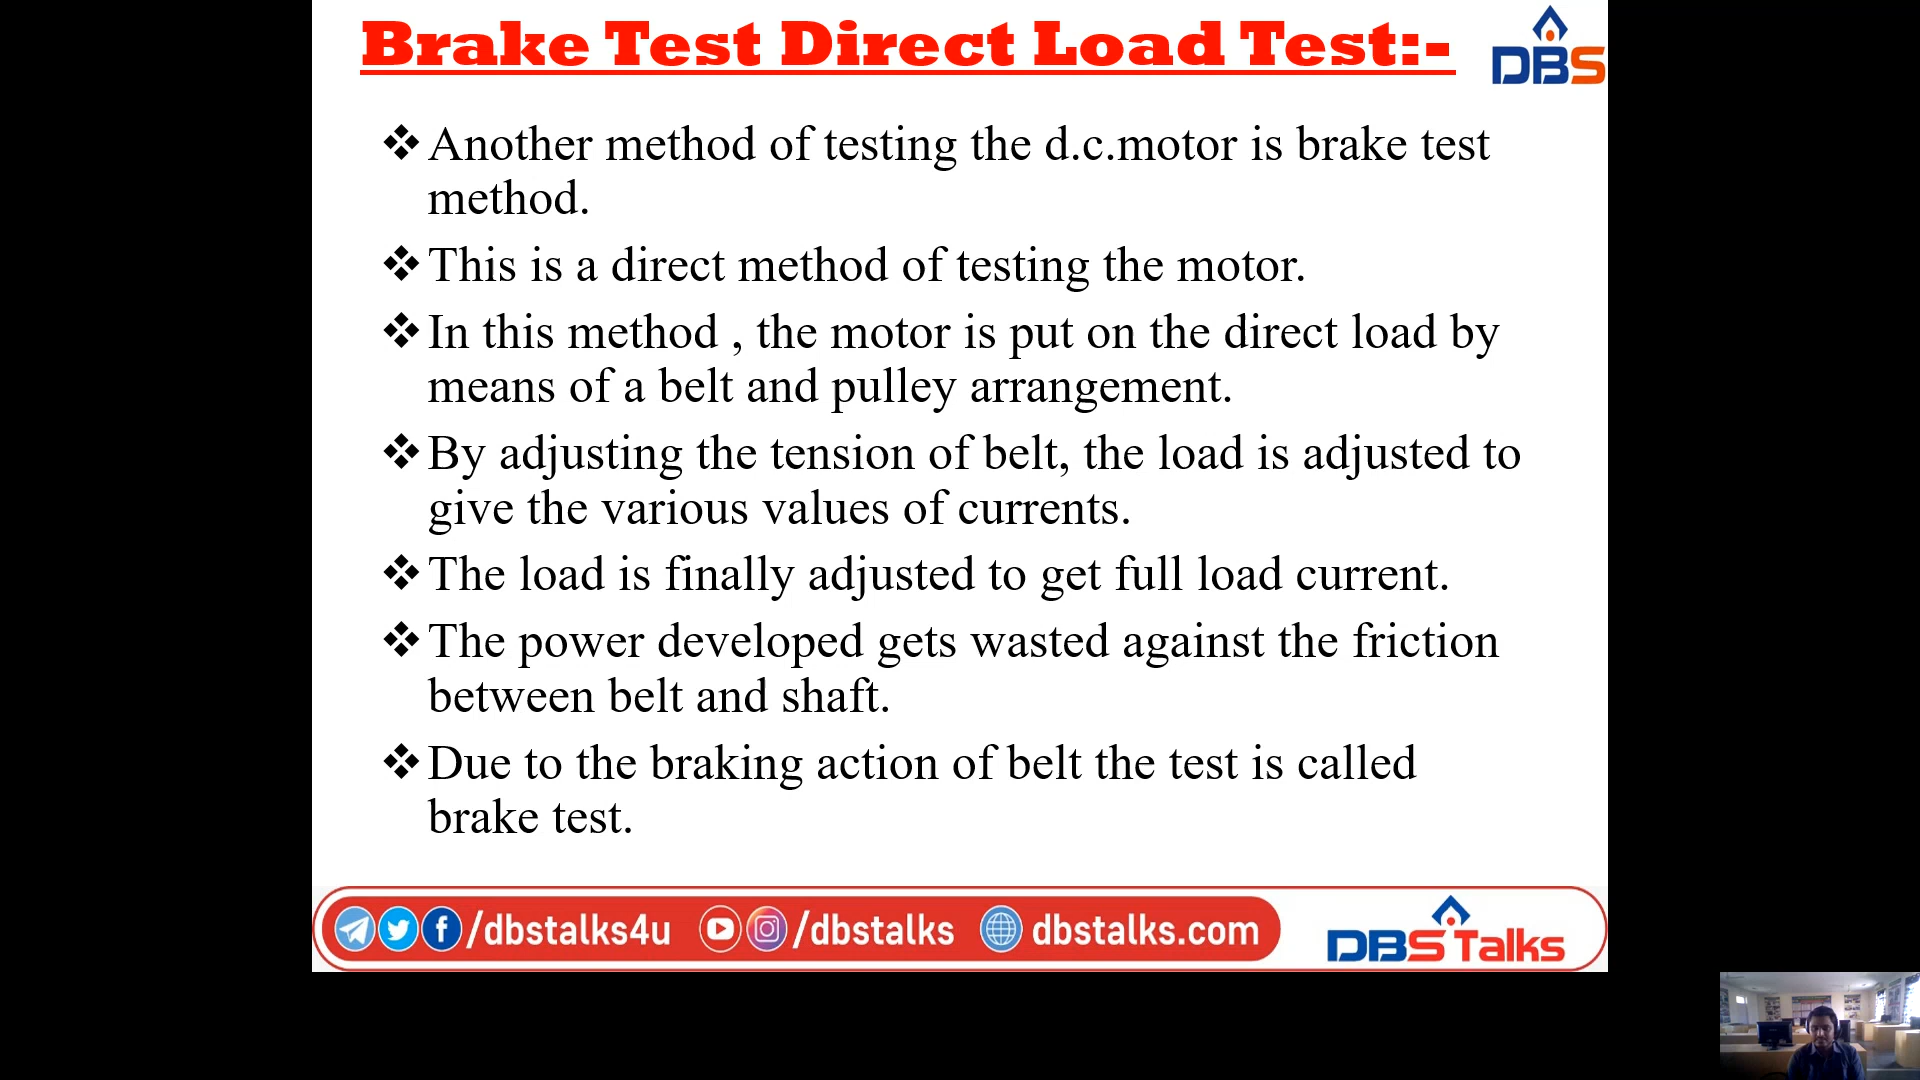 Brake Test Direct Load Test:-
DBS
❖Another method of testing the d.c.motor is brake test
method.
❖This is a direct method of testing the motor.
❖In this method , the motor is put on the direct load by
means of a belt and pulley arrangement.
❖By adjusting the tension of belt, the load is adjusted to
give the various values of currents.
❖The load is finally adjusted to get full load current.
❖The power developed gets wasted against the friction
between belt and shaft.
❖Due to the braking action of belt the test is called
brake test.
/dbstalks4u /dbstalks dbstalks.com
DBS Talks